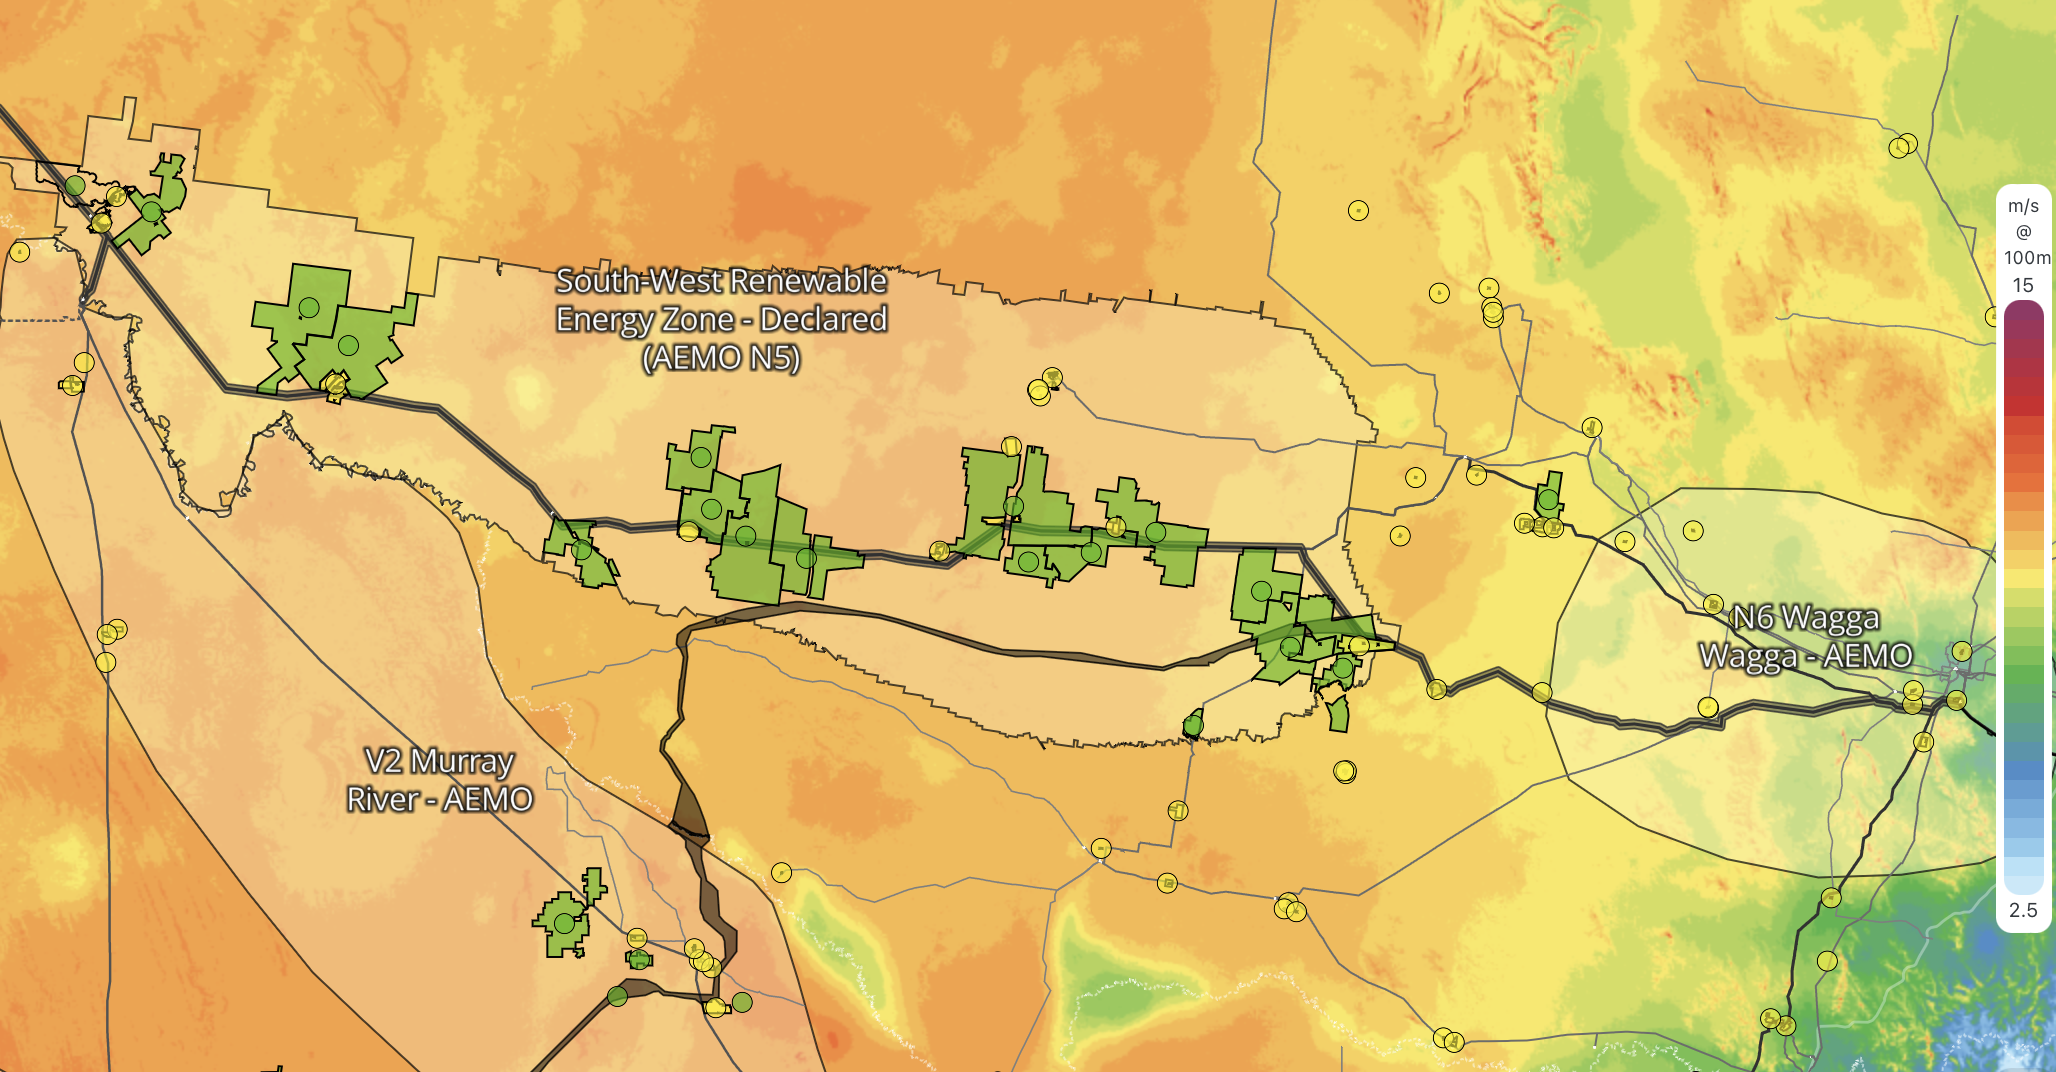 South-West Renewable
Energy Zone - Declared
(AEMO N5)
V2 Murray
River - AEMO
N6 Wagga
Wagga - AEMO
m/s
@
100m
15
2.5